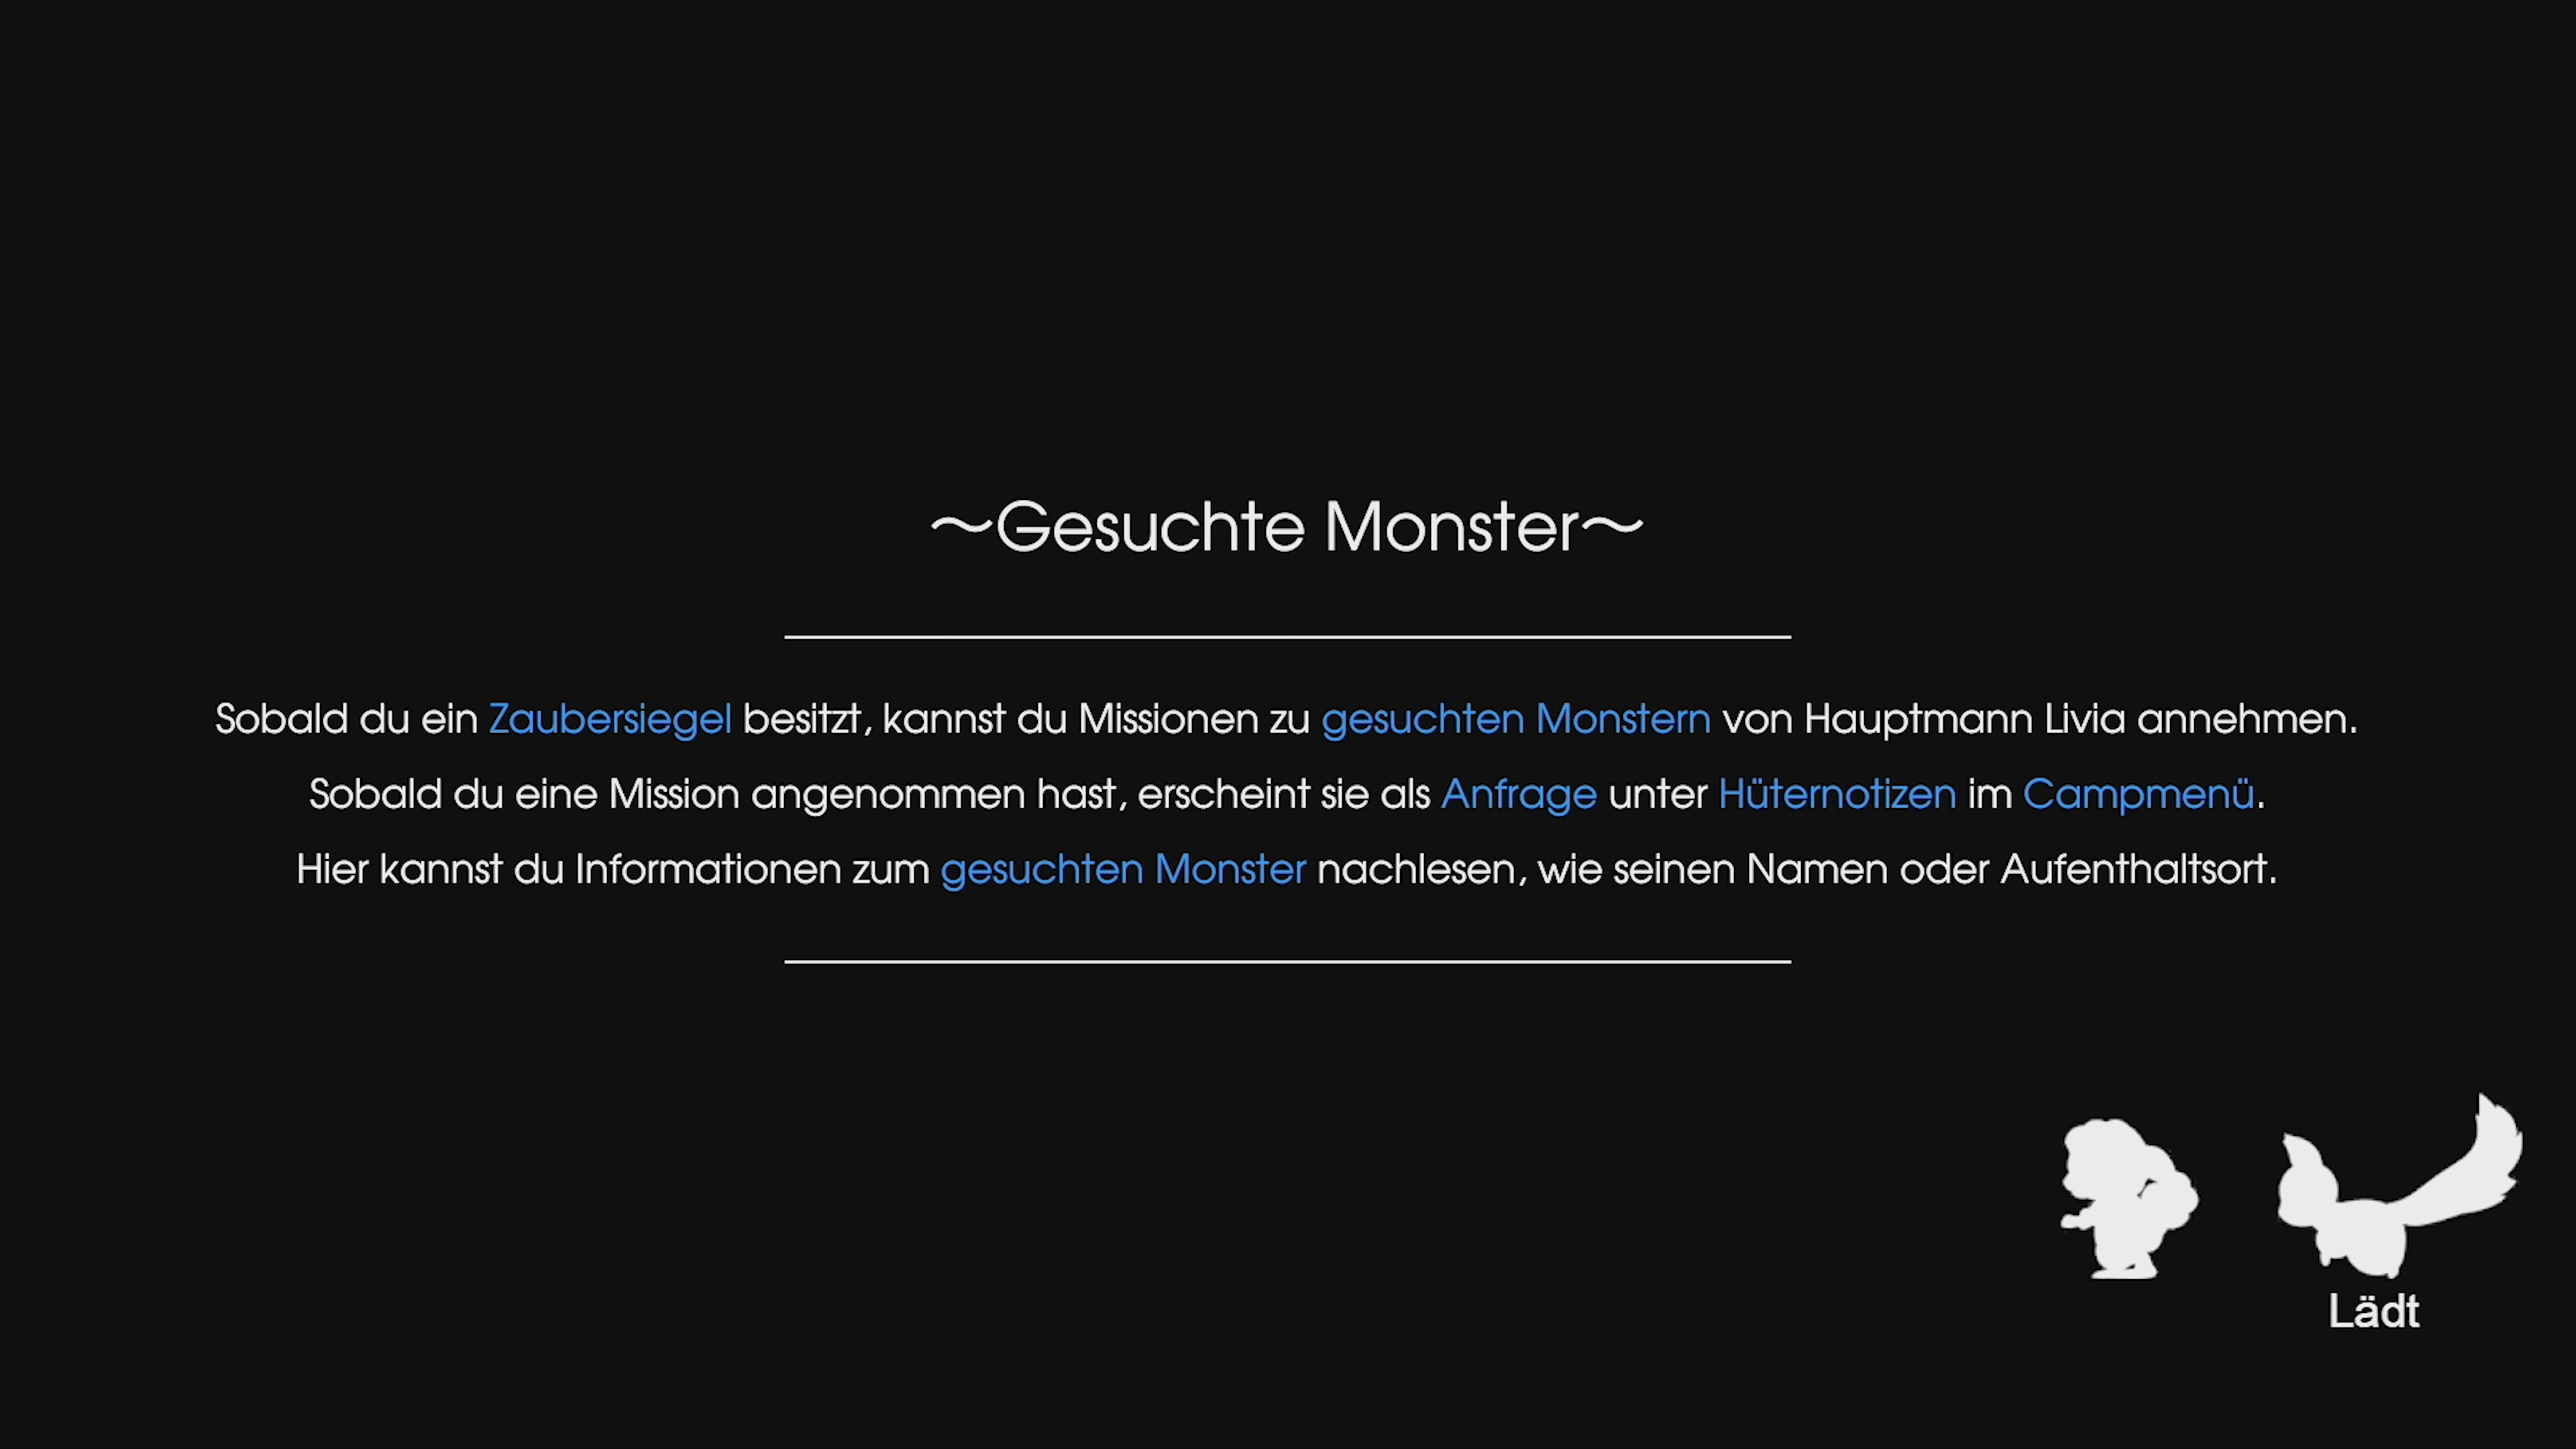 ～Gesuchte Monster～
Sobald du ein Zaubersiegel besitzt, kannst du Missionen zu gesuchten Monstern von Hauptmann Livia annehmen.
Sobald du eine Mission angenommen hast, erscheint sie als Anfrage unter Hüternotizen im Campmenü.
Hier kannst du Informationen zum gesuchten Monster nachlesen, wie seinen Namen oder Aufenthaltsort.
Lädt